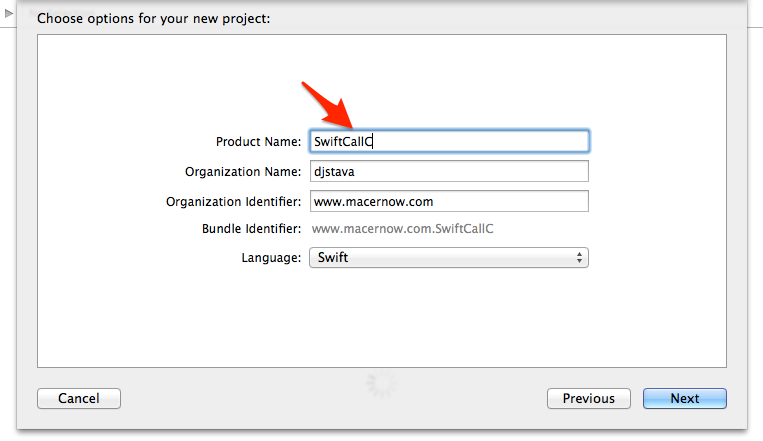 Choose options for your new project:
Product Name: SwiftCallC
Organization Name: djstava
Organization Identifier: www.macernow.com
Bundle Identifier: www.macernow.com.SwiftCallC
Language: Swift
Cancel Previous Next